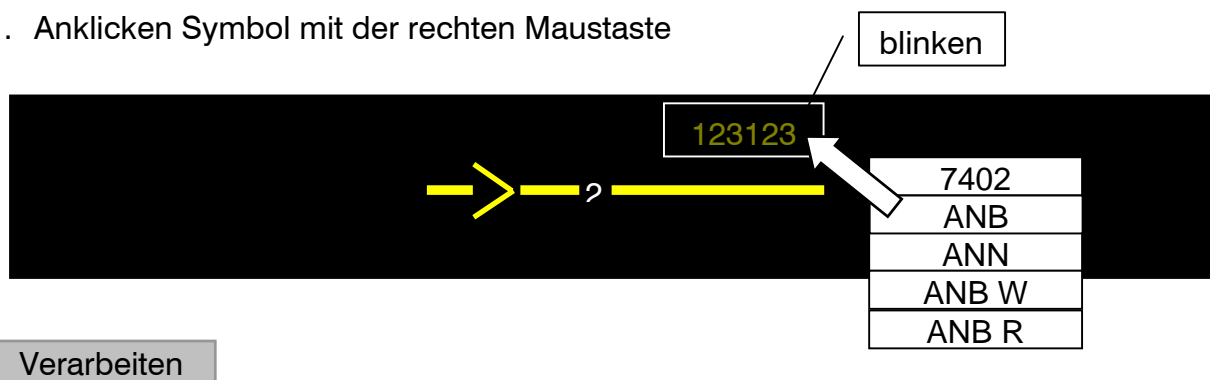 . Anklicken Symbol mit der rechten Maustaste
blinken
123123
?
7402
ANB
ANN
ANB W
ANB R
Verarbeiten